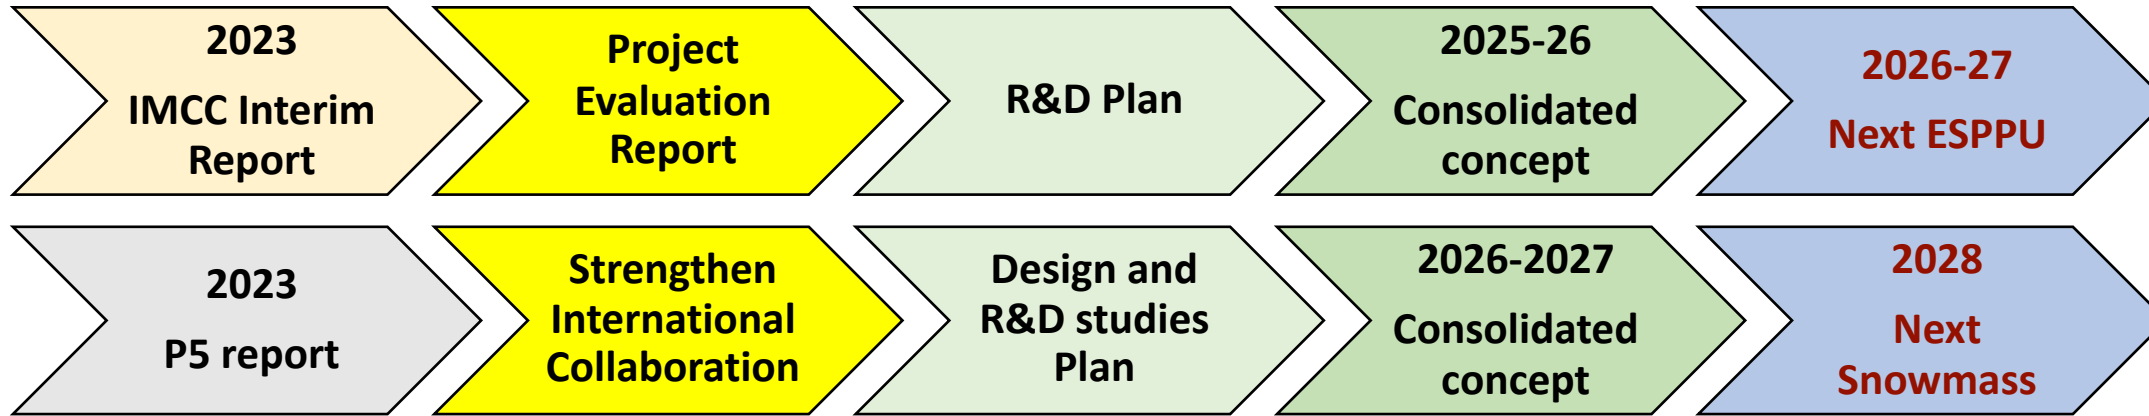 2023
IMCC Interim
Report
Project
Evaluation
Report
R&D Plan
2025-26
Consolidated
concept
2026-27
Next ESPPU
2023
P5 report
Strengthen
International
Collaboration
Design and
R&D studies
Plan
2026-2027
Consolidated
concept
2028
Next
Snowmass